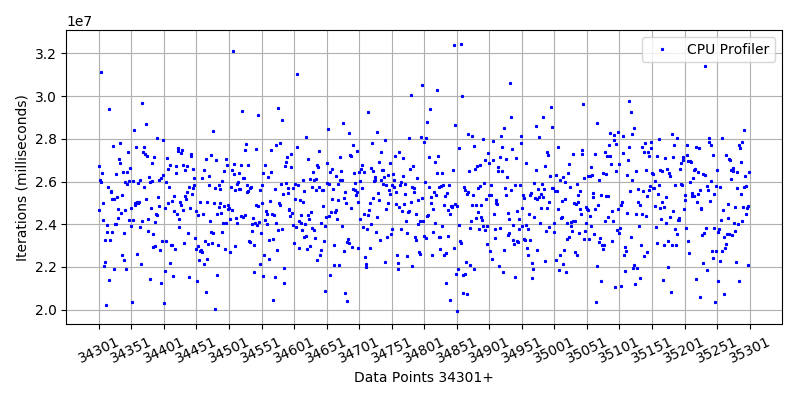 1e7
CPU Profiler
3.2
3.0
2.8
2.6
2.4
2.2
2.0
Iterations (milliseconds)
34301 34351 34401 34451 34501 34551 34601 34651 34701 34751 34801 34851 34901 34951 35001 35051 35101 35151 35201 35251 35301
Data Points 34301+